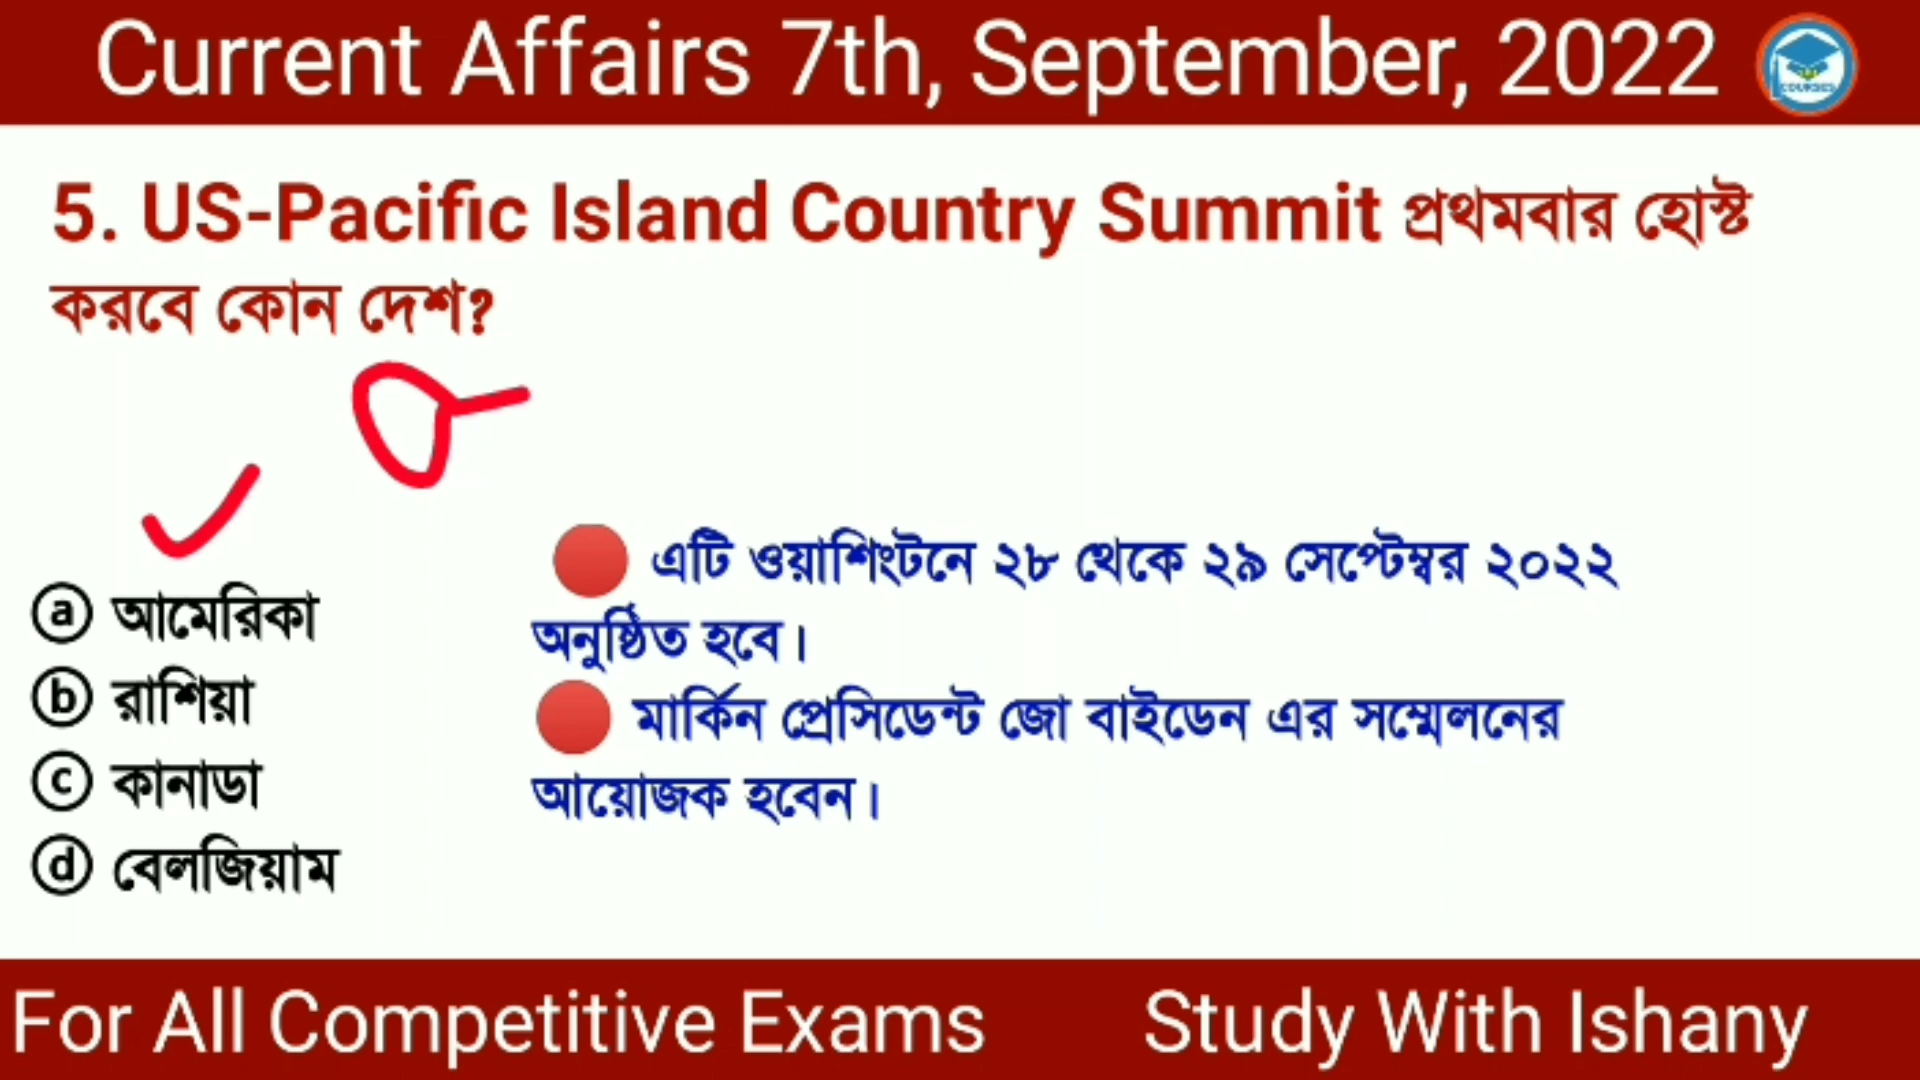 Current Affairs 7th, September, 2022
COURSES
5. US-Pacific Island Country Summit প্রথমবার হোস্ট
করবে কোন দেশ?
ⓐ আমেরিকা
ⓑ রাশিয়া
ⓒ কানাডা
ⓓ বেলজিয়াম
🔴 এটি ওয়াশিংটনে ২৮ থেকে ২৯ সেপ্টেম্বর ২০২২
অনুষ্ঠিত হবে।
🔴 মার্কিন প্রেসিডেন্ট জো বাইডেন এর সম্মেলনের
আয়োজক হবেন।
For All Competitive Exams Study With Ishany